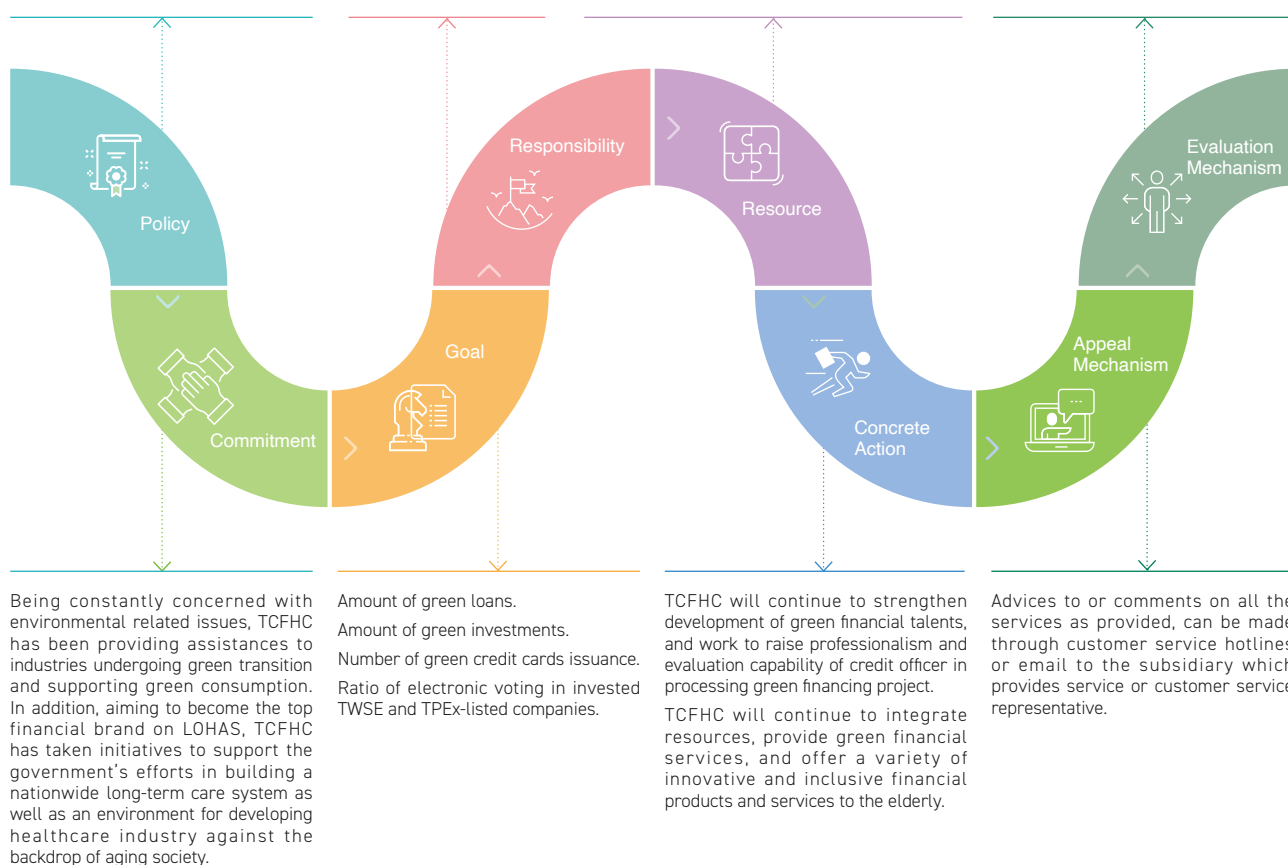 Policy
Commitment
Goal
Responsibility
Resource
Concrete
Action
Appeal
Mechanism
Evaluation
Mechanism
Being constantly concerned with
environmental related issues, TCFHC
has been providing assistances to
industries undergoing green transition
and supporting green consumption.
In addition, aiming to become the top
financial brand on LOHAS, TCFHC
has taken initiatives to support the
government's efforts in building a
nationwide long-term care system as
well as an environment for developing
healthcare industry against the
backdrop of aging society.
Amount of green loans.
Amount of green investments.
Number of green credit cards issuance.
Ratio of electronic voting in invested
TWSE and TPEx-listed companies.
TCFHC will continue to strengthen
development of green financial talents,
and work to raise professionalism and
evaluation capability of credit officer in
processing green financing project.
TCFHC will continue to integrate
resources, provide green financial
services, and offer a variety of
innovative and inclusive financial
products and services to the elderly.
Advices to or comments on all the
services as provided, can be made
through customer service hotlines
or email to the subsidiary which
provides service or customer service
representative.